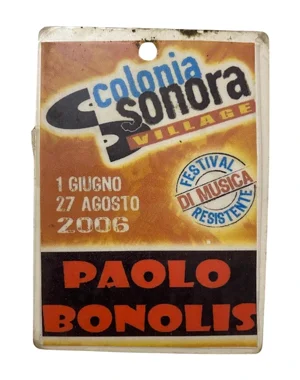 colonia
sonora
VILLAGE
1 GIUGNO
27 AGOSTO
2006
FESTIVAL
DI MUSICA
RESISTENTE
PAOLO
BONOLIS